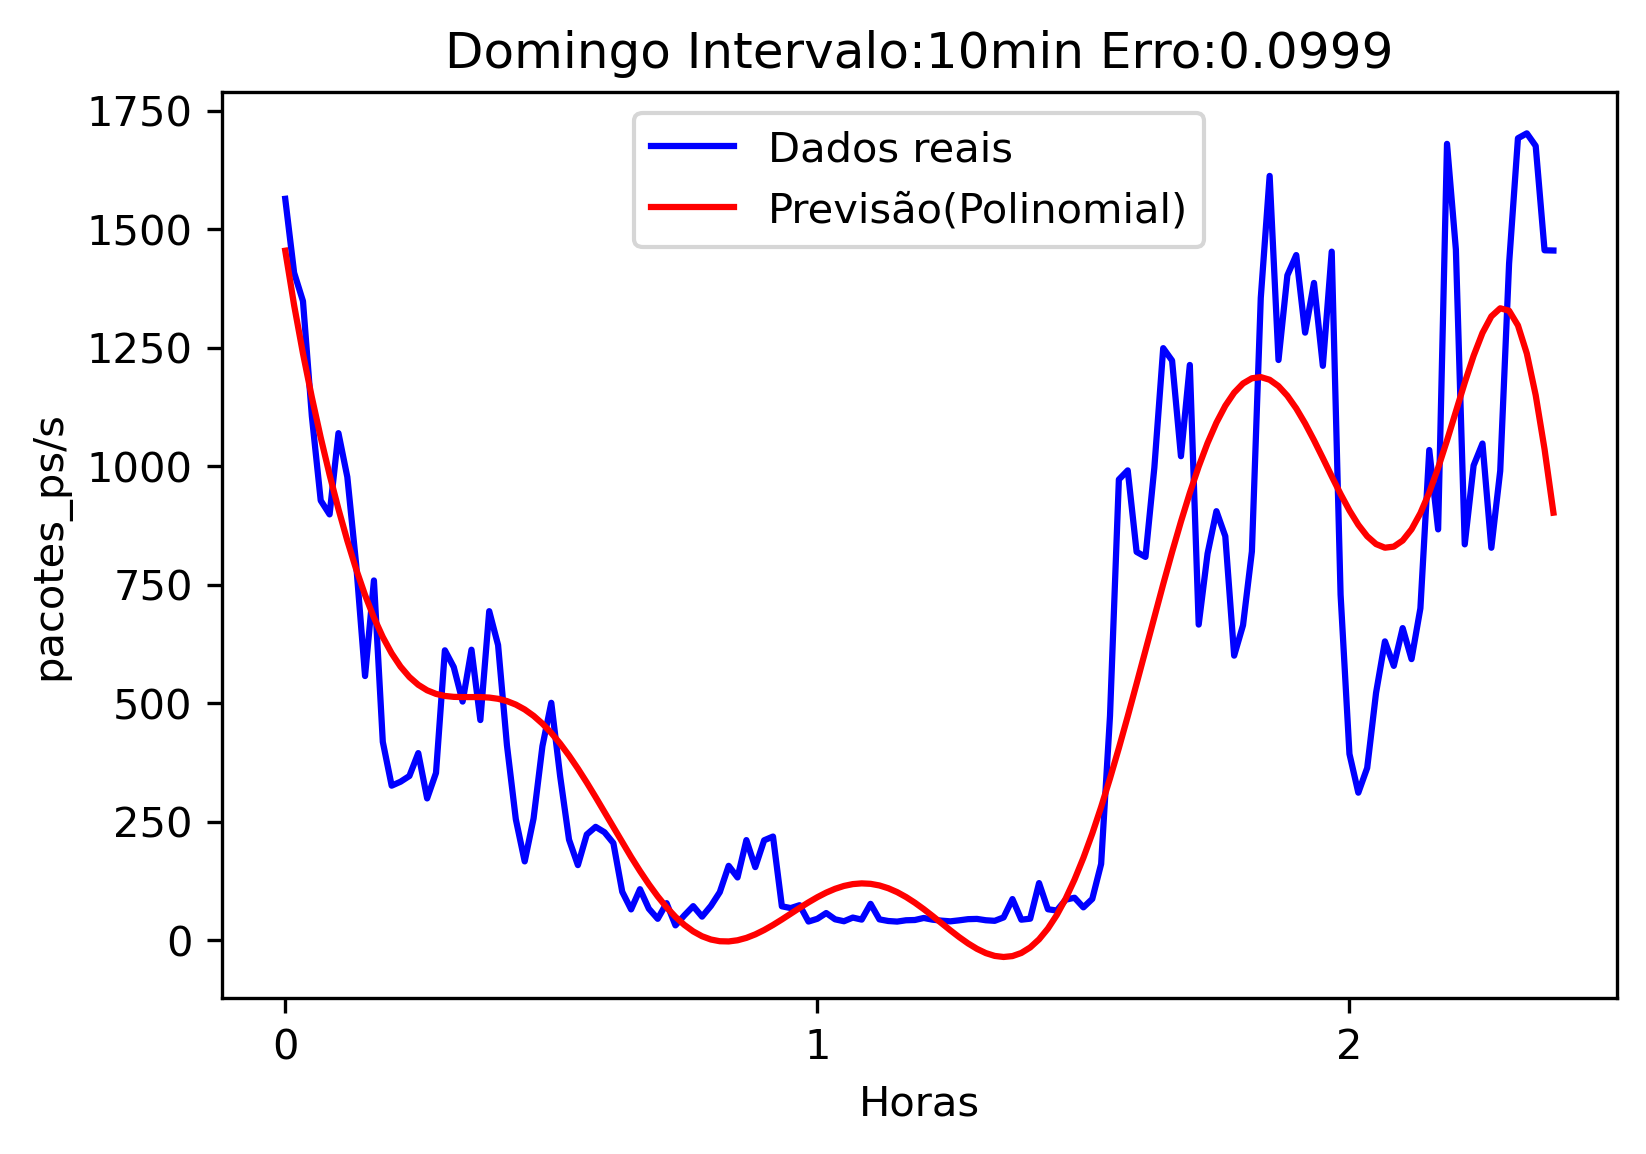 Domingo Intervalo:10min Erro:0.0999
Dados reais
Previsão(Polinomial)
1750
1500
1250
1000
750
500
250
0
pacotes_ps/s
0 1 2
Horas